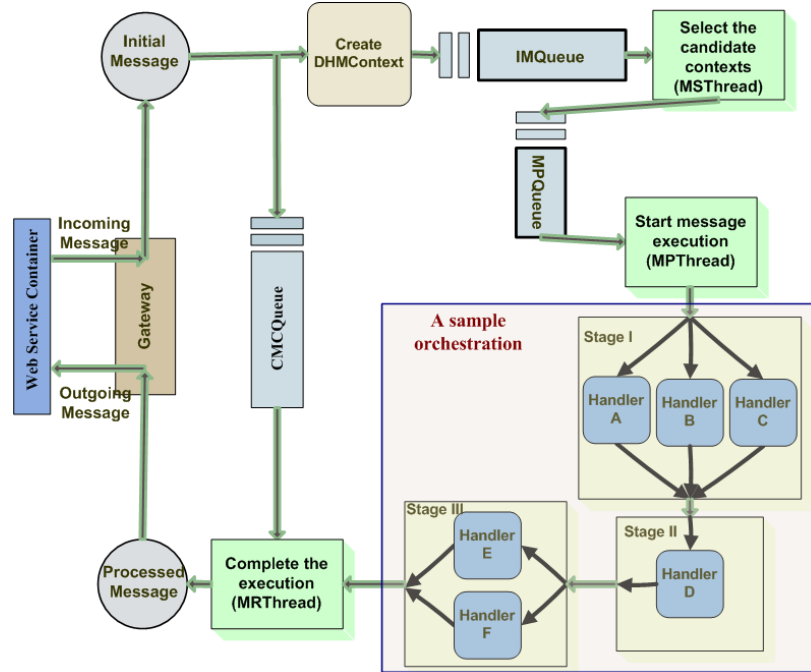 Initial
Message
Create
DHMContext
IMQueue
Select the
candidate
contexts
(MSThread)
MPQueue
Start message
execution
(MPThread)
Incoming
Message
Web Service Container
Gateway
Outgoing
Message
CMCQueue
A sample
orchestration
Stage I
Handler
A
Handler
B
Handler
C
Stage II
Handler
D
Stage III
Handler
E
Handler
F
Complete the
execution
(MRThread)
Processed
Message